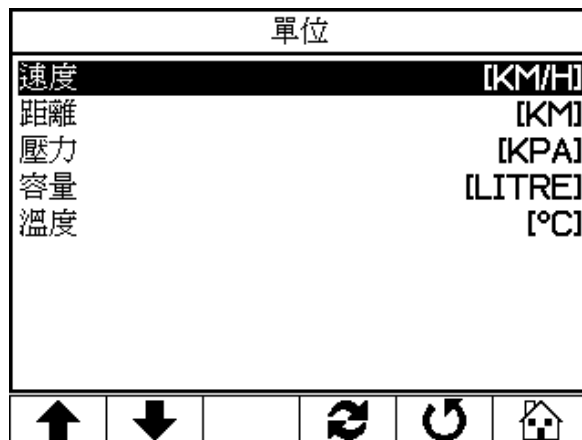 單位
速度 [KM/H]
距離 [KM]
壓力 [KPA]
容量 [LITRE]
溫度 [°C]